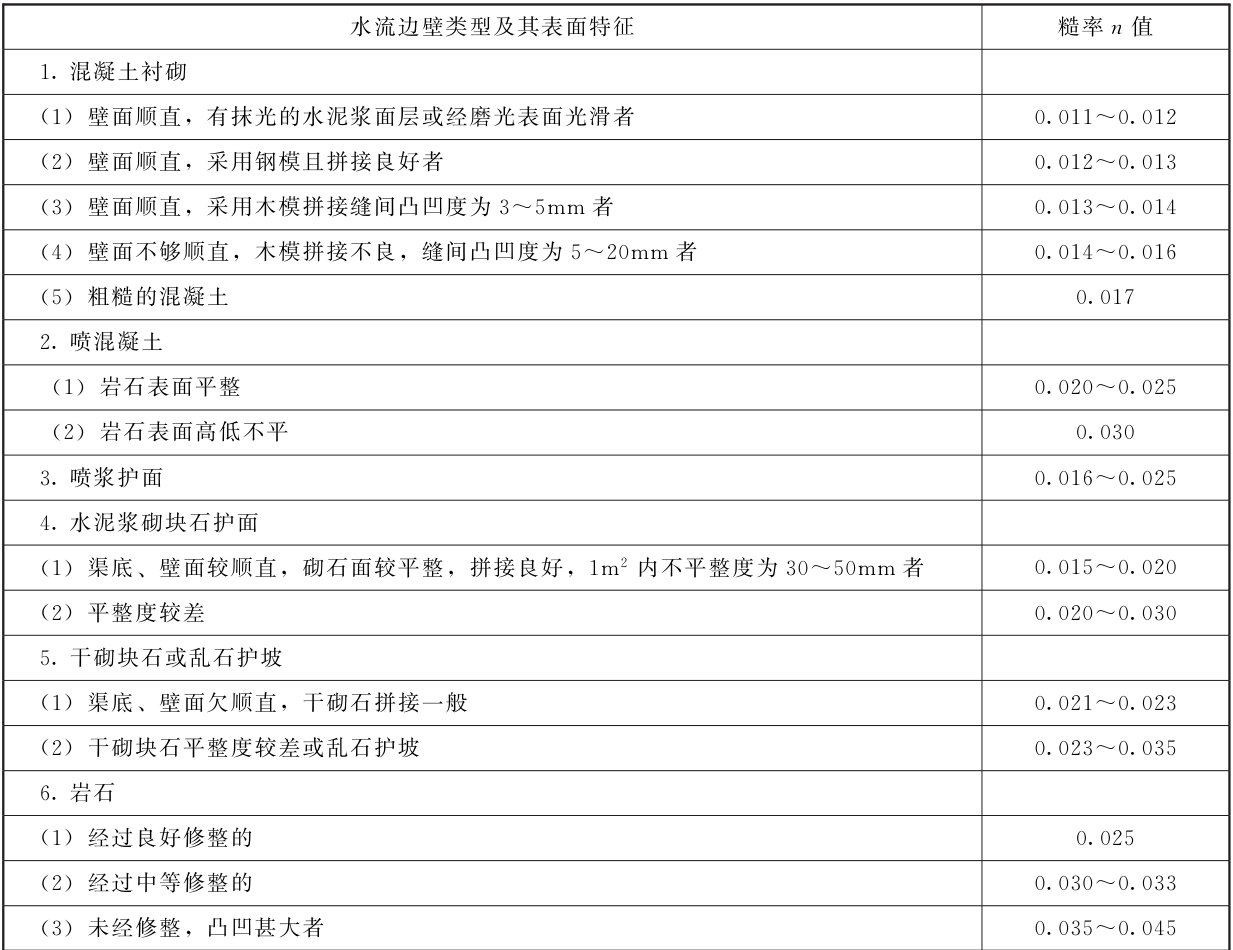 水流边壁类型及其表面特征 糙率 n 值
1. 混凝土衬砌
（1）壁面顺直，有抹光的水泥浆面层或经磨光表面光滑者 0.011～0.012
（2）壁面顺直，采用钢模且拼接良好者 0.012～0.013
（3）壁面顺直，采用木模拼接缝间凸凹度为 3～5mm 者 0.013～0.014
（4）壁面不够顺直，木模拼接不良，缝间凸凹度为 5～20mm 者 0.014～0.016
（5）粗糙的混凝土 0.017
2. 喷混凝土
（1）岩石表面平整 0.020～0.025
（2）岩石表面高低不平 0.030
3. 喷浆护面 0.016～0.025
4. 水泥浆砌块石护面
（1）渠底、壁面较顺直，砌石面较平整，拼接良好，1m² 内不平整度为 30～50mm 者 0.015～0.020
（2）平整度较差 0.020～0.030
5. 干砌块石或乱石护坡
（1）渠底、壁面欠顺直，干砌石拼接一般 0.021～0.023
（2）干砌块石平整度较差或乱石护坡 0.023～0.035
6. 岩石
（1）经过良好修整的 0.025
（2）经过中等修整的 0.030～0.033
（3）未经修整，凸凹甚大者 0.035～0.045